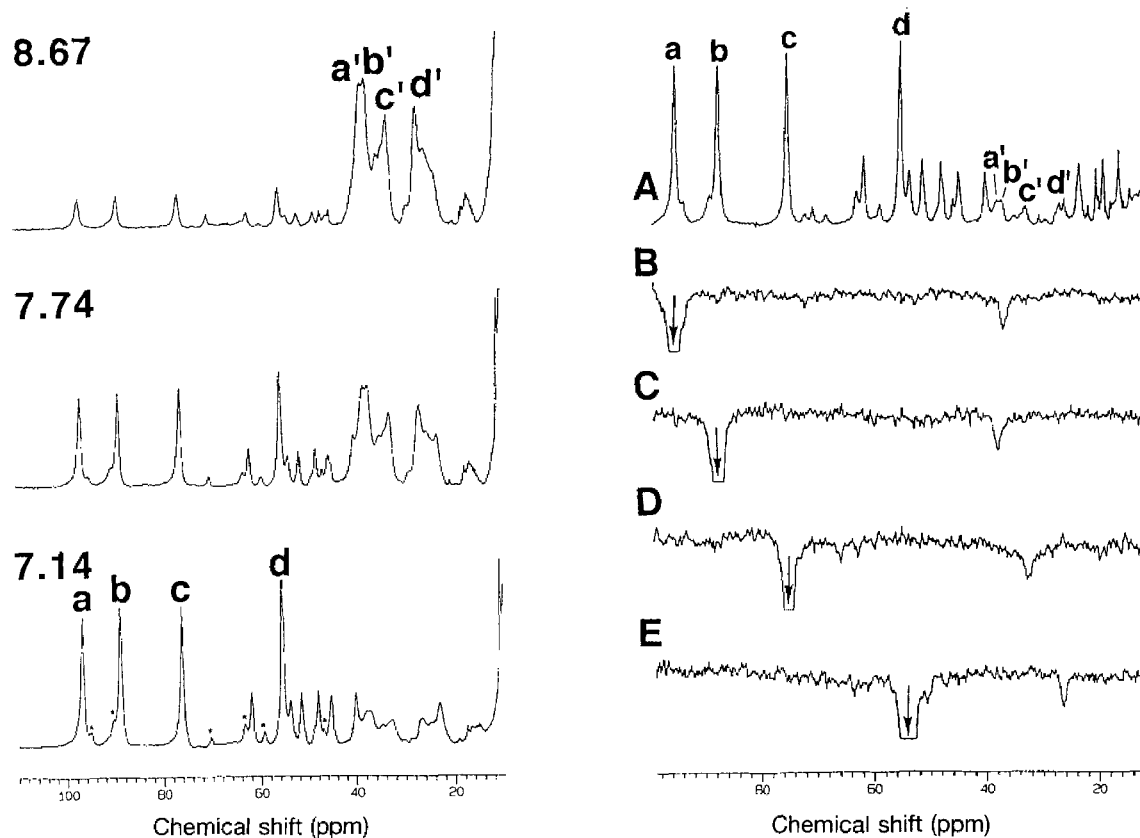 8.67
a' b'
c' d'
7.74
7.14
a b c d
* * * * * *
100 80 60 40 20
Chemical shift (ppm)
a b c d
A
a'
b'
c' d'
B
C
D
E
80 60 40 20
Chemical shift (ppm)